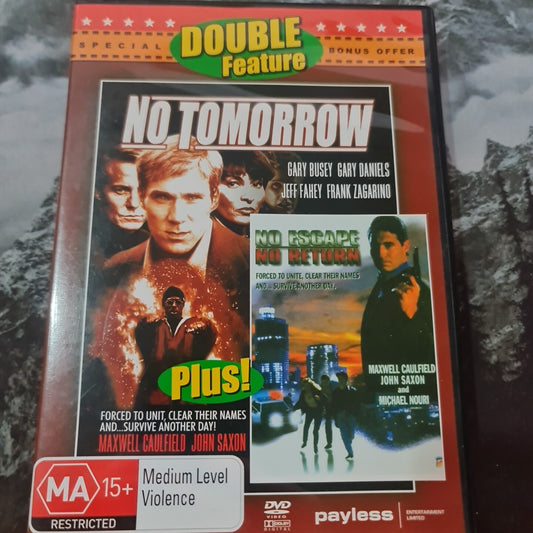 DOUBLE
Feature
SPECIAL
BONUS OFFER
NO TOMORROW
GARY BUSEY GARY DANIELS
JEFF FAHEY FRANK ZAGARINO
NO ESCAPE
NO RETURN
FORCED TO UNITE, CLEAR THEIR NAMES
AND... SURVIVE ANOTHER DAY.
MAXWELL CAULFIELD
JOHN SAXON
and
MICHAEL NOURI
Plus!
FORCED TO UNIT, CLEAR THEIR NAMES
AND...SURVIVE ANOTHER DAY!
MAXWELL CAULFIELD JOHN SAXON
MA 15+
RESTRICTED
Medium Level
Violence
DVD
VIDEO
DOLBY
DIGITAL
payless
ENTERTAINMENT
LIMITED